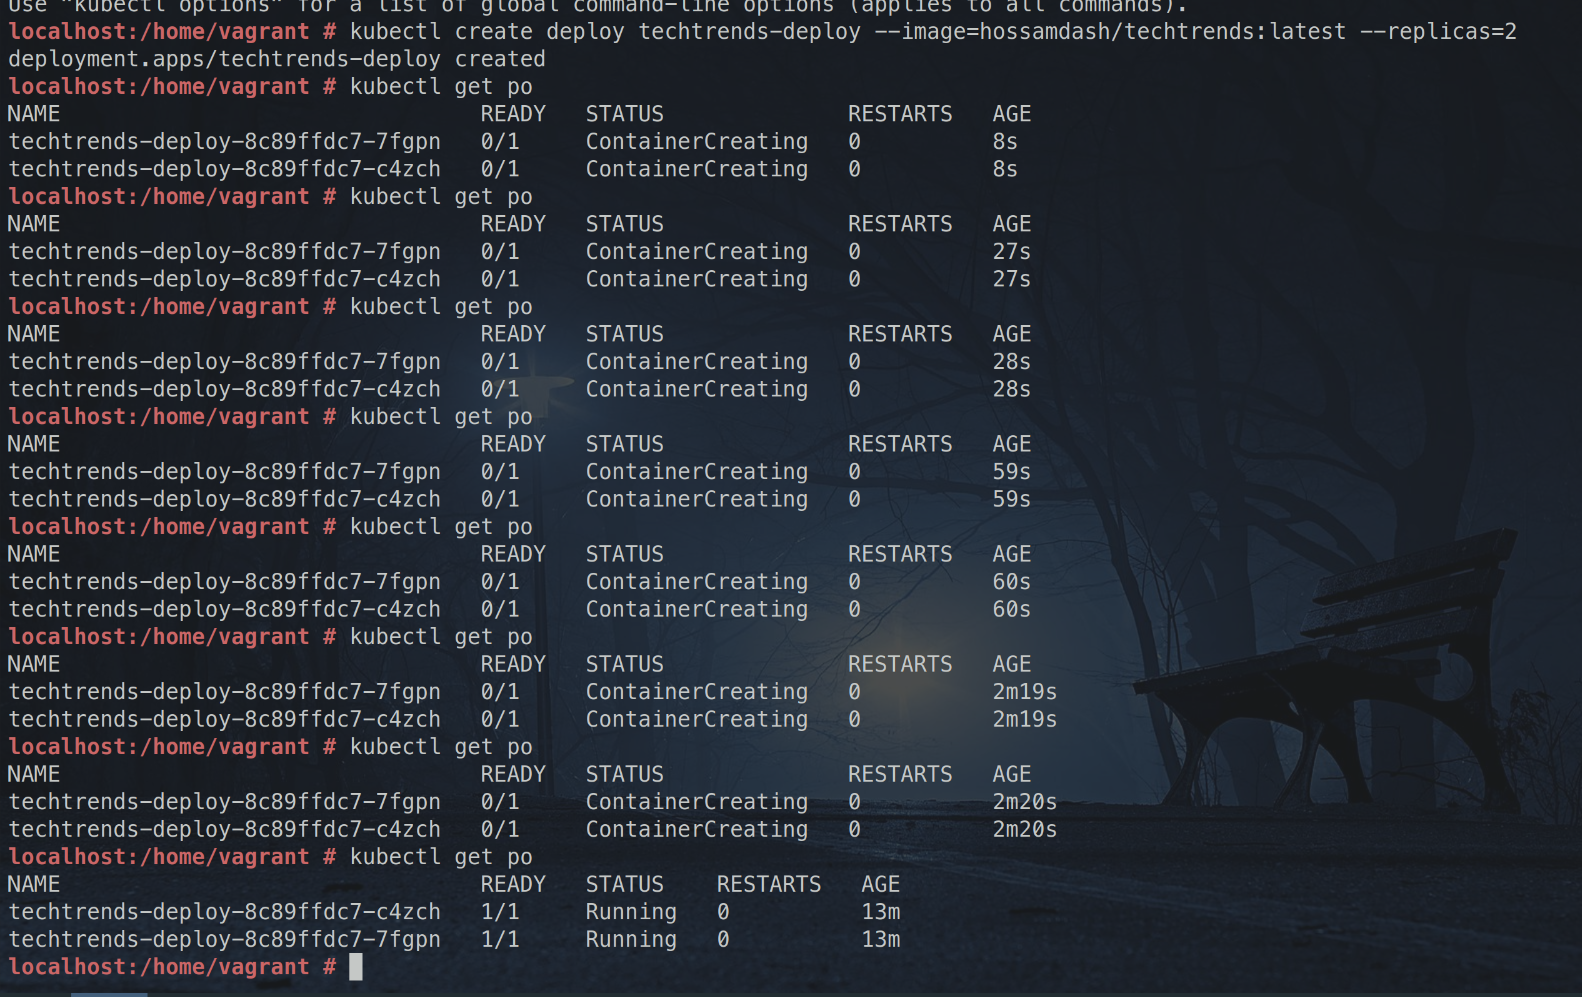 Use "kubectl options" for a list of global command-line options (applies to all commands).
localhost:/home/vagrant # kubectl create deploy techtrends-deploy --image=hossamdash/techtrends:latest --replicas=2
deployment.apps/techtrends-deploy created
localhost:/home/vagrant # kubectl get po
NAME                                READY   STATUS              RESTARTS   AGE
techtrends-deploy-8c89ffdc7-7fgpn   0/1     ContainerCreating   0          8s
techtrends-deploy-8c89ffdc7-c4zch   0/1     ContainerCreating   0          8s
localhost:/home/vagrant # kubectl get po
NAME                                READY   STATUS              RESTARTS   AGE
techtrends-deploy-8c89ffdc7-7fgpn   0/1     ContainerCreating   0          27s
techtrends-deploy-8c89ffdc7-c4zch   0/1     ContainerCreating   0          27s
localhost:/home/vagrant # kubectl get po
NAME                                READY   STATUS              RESTARTS   AGE
techtrends-deploy-8c89ffdc7-7fgpn   0/1     ContainerCreating   0          28s
techtrends-deploy-8c89ffdc7-c4zch   0/1     ContainerCreating   0          28s
localhost:/home/vagrant # kubectl get po
NAME                                READY   STATUS              RESTARTS   AGE
techtrends-deploy-8c89ffdc7-7fgpn   0/1     ContainerCreating   0          59s
techtrends-deploy-8c89ffdc7-c4zch   0/1     ContainerCreating   0          59s
localhost:/home/vagrant # kubectl get po
NAME                                READY   STATUS              RESTARTS   AGE
techtrends-deploy-8c89ffdc7-7fgpn   0/1     ContainerCreating   0          60s
techtrends-deploy-8c89ffdc7-c4zch   0/1     ContainerCreating   0          60s
localhost:/home/vagrant # kubectl get po
NAME                                READY   STATUS              RESTARTS   AGE
techtrends-deploy-8c89ffdc7-7fgpn   0/1     ContainerCreating   0          2m19s
techtrends-deploy-8c89ffdc7-c4zch   0/1     ContainerCreating   0          2m19s
localhost:/home/vagrant # kubectl get po
NAME                                READY   STATUS              RESTARTS   AGE
techtrends-deploy-8c89ffdc7-7fgpn   0/1     ContainerCreating   0          2m20s
techtrends-deploy-8c89ffdc7-c4zch   0/1     ContainerCreating   0          2m20s
localhost:/home/vagrant # kubectl get po
NAME                                READY   STATUS    RESTARTS   AGE
techtrends-deploy-8c89ffdc7-c4zch   1/1     Running   0          13m
techtrends-deploy-8c89ffdc7-7fgpn   1/1     Running   0          13m
localhost:/home/vagrant #